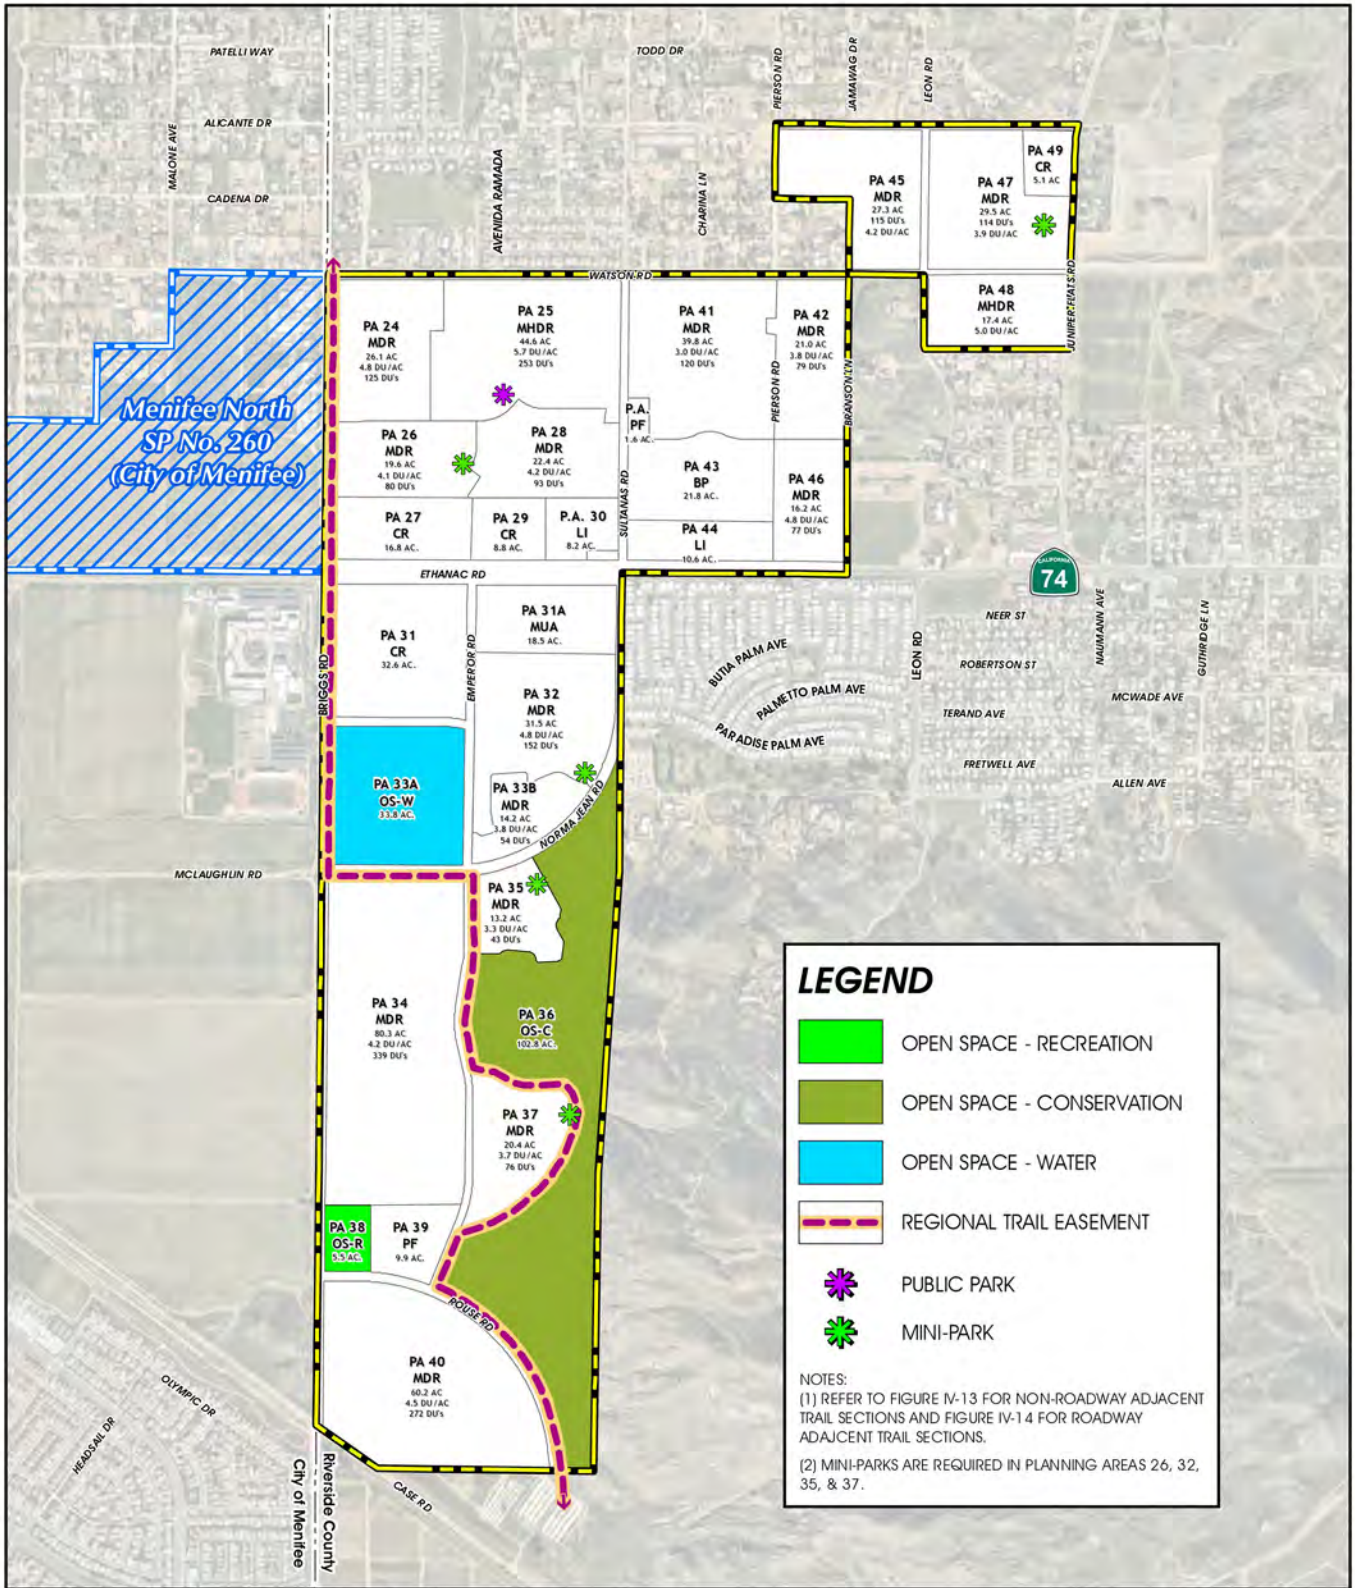 PATELLI WAY
TODD DR
PIERSON RD
JAMAWAG DR
LEON RD
MALONE AVE
ALICANTE DR
AVENIDA RAMADA
CHARINA LN
CADENA DR
PA 49
CR
5.1 AC
PA 45
MDR
27.3 AC
115 DU's
4.2 DU/AC
PA 47
MDR
29.5 AC
114 DU's
3.9 DU/AC
WATSON RD
JUNIPER FLATS RD
PA 48
MHDR
17.4 AC
5.0 DU/AC
PA 24
MDR
26.1 AC
4.8 DU/AC
125 DU's
PA 25
MHDR
44.6 AC
5.7 DU/AC
253 DU's
PA 41
MDR
39.8 AC
3.0 DU/AC
120 DU's
PA 42
MDR
21.0 AC
3.8 DU/AC
79 DU's
PIERSON RD
BRANSON LN
Menifee North
SP No. 260
(City of Menifee)
P.A.
PF
1.6 AC.
PA 26
MDR
19.6 AC
4.1 DU/AC
80 DU's
PA 28
MDR
22.4 AC
4.2 DU/AC
93 DU's
SULTANAS RD
PA 43
BP
21.8 AC.
PA 46
MDR
16.2 AC
4.8 DU/AC
77 DU's
PA 27
CR
16.8 AC.
PA 29
CR
8.8 AC.
P.A. 30
LI
8.2 AC.
PA 44
LI
10.6 AC.
ETHANAC RD
CALIFORNIA
74
NEER ST
NAUMANN AVE
GUTHRIDGE LN
PA 31
CR
32.6 AC.
EMPEROR RD
PA 31A
MUA
18.5 AC.
BRIGGS RD
BUTIA PALM AVE
LEON RD
ROBERTSON ST
PALMETTO PALM AVE
MCWADE AVE
PARADISE PALM AVE
TERAND AVE
FRETWELL AVE
ALLEN AVE
PA 32
MDR
31.5 AC
4.8 DU/AC
152 DU's
PA 33A
OS-W
33.8 AC.
PA 33B
MDR
14.2 AC
3.8 DU/AC
54 DU's
NORMA JEAN RD
MCLAUGHLIN RD
PA 35
MDR
13.2 AC
3.3 DU/AC
43 DU's
PA 34
MDR
80.3 AC
4.2 DU/AC
339 DU's
PA 36
OS-C
102.8 AC.
PA 37
MDR
20.4 AC
3.7 DU/AC
76 DU's
PA 38
OS-R
5.5 AC.
PA 39
PF
9.9 AC.
ROUSE RD
PA 40
MDR
60.2 AC
4.5 DU/AC
272 DU's
OLYMPIC DR
HEADSAIL DR
CASE RD
Riverside County
City of Menifee
LEGEND
OPEN SPACE - RECREATION
OPEN SPACE - CONSERVATION
OPEN SPACE - WATER
REGIONAL TRAIL EASEMENT
PUBLIC PARK
MINI-PARK
NOTES:
(1) REFER TO FIGURE IV-13 FOR NON-ROADWAY ADJACENT
TRAIL SECTIONS AND FIGURE IV-14 FOR ROADWAY
ADAJCENT TRAIL SECTIONS.
(2) MINI-PARKS ARE REQUIRED IN PLANNING AREAS 26, 32,
35, & 37.